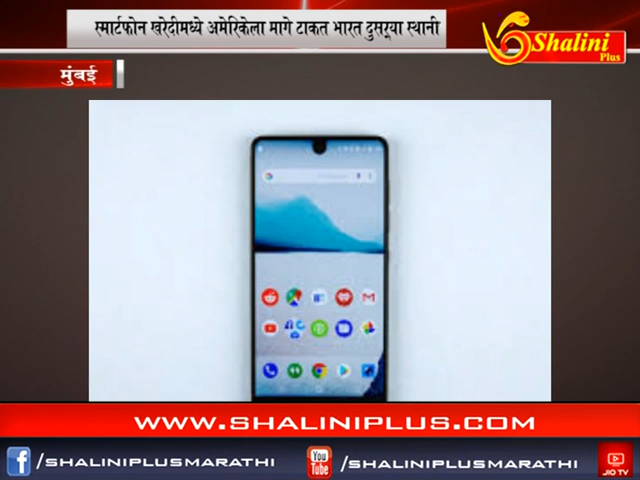 स्मार्टफोन खरेदीमध्ये अमेरिकेला मागे टाकत भारत दुसऱ्या स्थानी
Shalini
Plus
मुंबई
WWW.SHALINIPLUS.COM
/SHALINIPLUSMARATHI
You
Tube
/SHALINIPLUSMARATHI
JIO TV